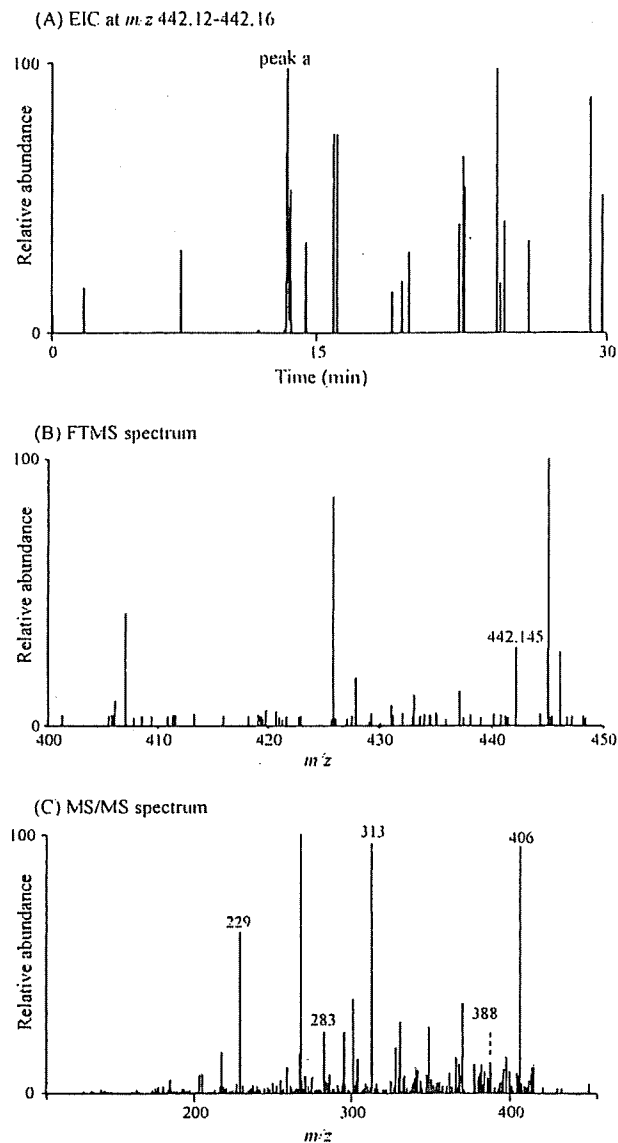 (A) EIC at m/z 442.12-442.16
peak a
100
Relative abundance
0
0 15 30
Time (min)
(B) FTMS spectrum
100
Relative abundance
442.145
0
400 410 420 430 440 450
m/z
(C) MS/MS spectrum
100
313
406
229
Relative abundance
283
388
0
200 300 400
m/z